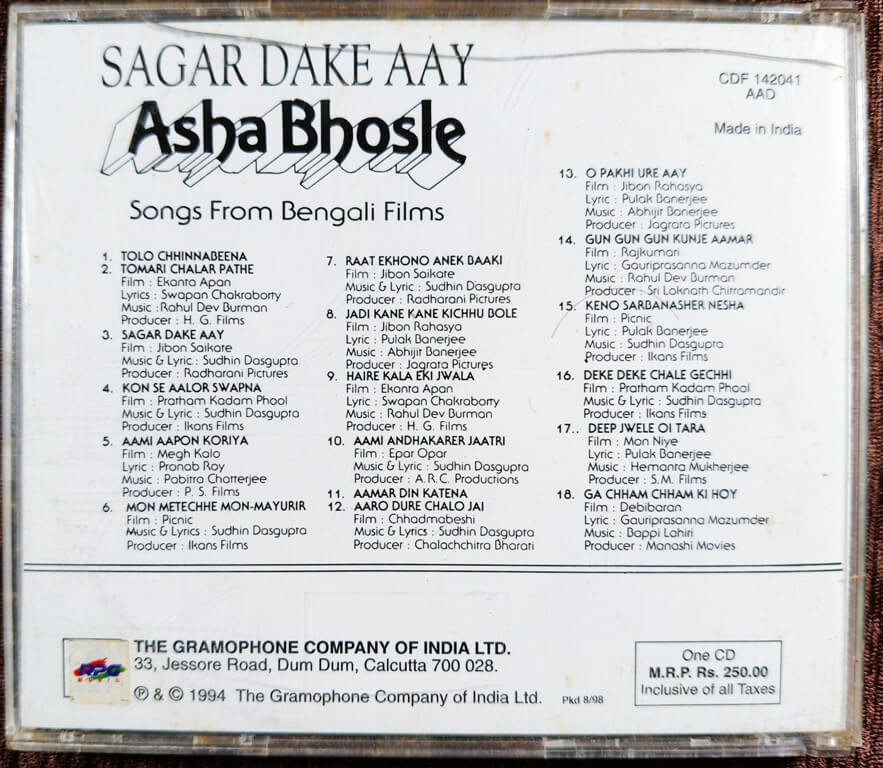 SAGAR DAKE AAY
Asha Bhosle
Songs From Bengali Films
CDF 142041
AAD
Made in India
1. TOLO CHHINNABEENA
2. TOMARI CHALAR PATHE
Film : Ekanta Apan
Lyrics : Swapan Chakraborty
Music : Rahul Dev Burman
Producer : H. G. Films
3. SAGAR DAKE AAY
Film : Jibon Saikate
Music & Lyric : Sudhin Dasgupta
Producer : Radharani Pictures
4. KON SE AALOR SWAPNA
Film : Pratham Kadam Phool
Music & Lyric : Sudhin Dasgupta
Producer : Ikans Films
5. AAMI AAPON KORIYA
Film : Megh Kalo
Lyric : Pronab Roy
Music : Pabitra Chatterjee
Producer : P. S. Films
6. MON METECHHE MON-MAYURIR
Film : Picnic
Music & Lyrics : Sudhin Dasgupta
Producer : Ikans Films
7. RAAT EKHONO ANEK BAAKI
Film : Jibon Saikate
Music & Lyric : Sudhin Dasgupta
Producer : Radharani Pictures
8. JADI KANE KANE KICHHU BOLE
Film : Jibon Rahasya
Lyric : Pulak Banerjee
Music : Abhijit Banerjee
Producer : Jagrata Pictures
9. HAIRE KALA EKI JWALA
Film : Ekanta Apan
Lyric : Swapan Chakraborty
Music : Rahul Dev Burman
Producer : H. G. Films
10. AAMI ANDHAKARER JAATRI
Film : Epar Opar
Music & Lyric : Sudhin Dasgupta
Producer : A.R.C. Productions
11. AAMAR DIN KATENA
12. AARO DURE CHALO JAI
Film : Chhadmabeshi
Music & Lyrics : Sudhin Dasgupta
Producer : Chalachchitra Bharati
13. O PAKHI URE AAY
Film : Jibon Rahasya
Lyric : Pulak Banerjee
Music : Abhijit Banerjee
Producer : Jagrata Pictures
14. GUN GUN GUN KUNJE AAMAR
Film : Rajkumari
Lyric : Gauriprasanna Mazumder
Music : Rahul Dev Burman
Producer : Sri Loknath Chitramandir
15. KENO SARBANASHER NESHA
Film : Picnic
Lyric : Pulak Banerjee
Music : Sudhin Dasgupta
Producer : Ikans Films
16. DEKE DEKE CHALE GECHHI
Film : Pratham Kadam Phool
Music & Lyric : Sudhin Dasgupta
Producer : Ikans Films
17.. DEEP JWELE OI TARA
Film : Mon Niye
Lyric : Pulak Banerjee
Music : Hemanta Mukherjee
Producer : S.M. Films
18. GA CHHAM CHHAM KI HOY
Film : Debibaran
Lyric : Gauriprasanna Mazumder
Music : Bappi Lahiri
Producer : Manashi Movies
RPG
MUSIC
THE GRAMOPHONE COMPANY OF INDIA LTD.
33, Jessore Road, Dum Dum, Calcutta 700 028.
℗ & © 1994 The Gramophone Company of India Ltd.
Pkd 8/98
One CD
M.R.P. Rs. 250.00
Inclusive of all Taxes